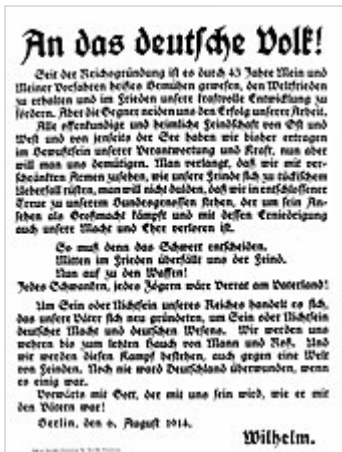 An das deutsche Volk!
Seit der Reichsgründung ist es durch 43 Jahre Mein und
Meiner Vorfahren heißes Bemühen gewesen, den Weltfrieden
zu erhalten und im Frieden unsere kraftvolle Entwicklung zu
fördern. Aber die Gegner neiden uns den Erfolg unserer Arbeit.
Alle offenkundige und heimliche Feindschaft von Ost und
West und von jenseits der See haben wir bisher ertragen
im Bewußtsein unserer Verantwortung und Kraft, nun aber
will man uns demütigen. Man verlangt, daß wir mit ver-
schränkten Armen zusehen, wie unsere Feinde sich zu tückischem
Ueberfall rüsten, man will nicht dulden, daß wir in entschlossener
Treue zu unserem Bundesgenossen stehen, der um sein An-
sehen als Großmacht kämpft und mit dessen Erniedrigung
auch unsere Macht und Ehre verloren ist.
So muß denn das Schwert entscheiden.
Mitten im Frieden überfällt uns der Feind.
Nun auf zu den Waffen!
Jedes Schwanken, jedes Zögern wäre Verrat am Vaterland!
Um Sein oder Nichtsein unseres Reiches handelt es sich,
das unsere Väter sich neu gründeten, um Sein oder Nichtsein
deutscher Macht und deutschen Wesens. Wir werden uns
wehren bis zum letzten Hauch von Mann und Roß. Und
wir werden diesen Kampf bestehen, auch gegen eine Welt
von Feinden. Noch nie ward Deutschland überwunden, wenn
es einig war.
Vorwärts mit Gott, der mit uns sein wird, wie er mit
den Vätern war!
Berlin, den 6. August 1914.
Wilhelm.